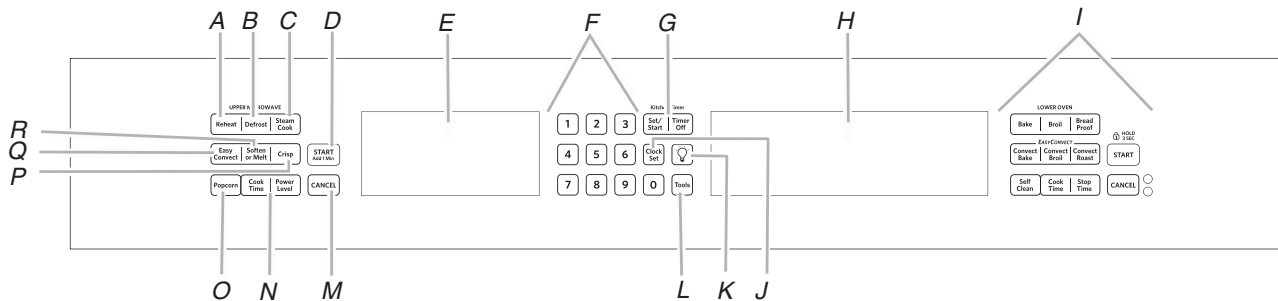 A B C D E F G H I
UPPER MICROWAVE
Reheat Defrost Steam Cook
Easy Convect Soften or Melt Crisp
START Add 1 Min
Popcorn Cook Time Power Level
CANCEL
1 2 3
4 5 6
7 8 9 0
Kitchen Timer
Set/ Start Timer Off
Clock Set
Tools
LOWER OVEN
Bake Broil Bread Proof
EASYCONVECT
Convect Bake Convect Broil Convect Roast
HOLD 3 SEC
START
Self Clean Cook Time Stop Time
CANCEL
R
Q
P
O N M L K J